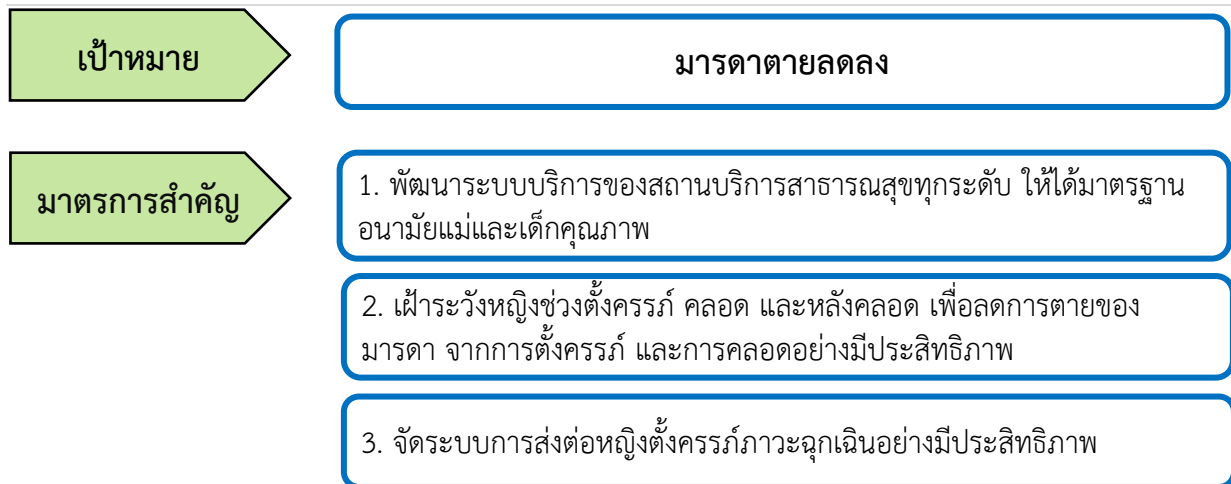 เป้าหมาย
มารดาตายลดลง
มาตรการสำคัญ
1. พัฒนาระบบบริการของสถานบริการสาธารณสุขทุกระดับ ให้ได้มาตรฐาน
อนามัยแม่และเด็กคุณภาพ
2. เฝ้าระวังหญิงช่วงตั้งครรภ์ คลอด และหลังคลอด เพื่อลดการตายของ
มารดา จากการตั้งครรภ์ และการคลอดอย่างมีประสิทธิภาพ
3. จัดระบบการส่งต่อหญิงตั้งครรภ์ภาวะฉุกเฉินอย่างมีประสิทธิภาพ